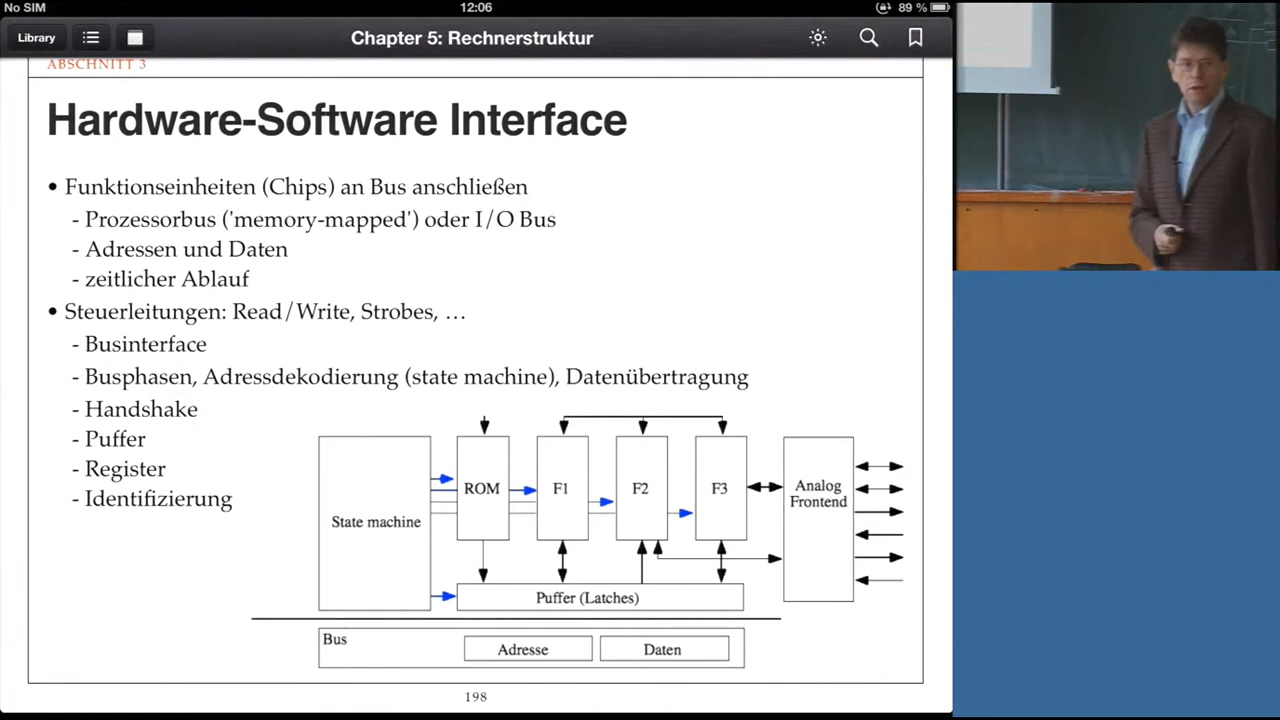 No SIM 12:06 89 %
Library Chapter 5: Rechnerstruktur
ABSCHNITT 3
Hardware-Software Interface
• Funktionseinheiten (Chips) an Bus anschließen
- Prozessorbus ('memory-mapped') oder I/O Bus
- Adressen und Daten
- zeitlicher Ablauf
• Steuerleitungen: Read/Write, Strobes, …
- Businterface
- Busphasen, Adressdekodierung (state machine), Datenübertragung
- Handshake
- Puffer
- Register
- Identifizierung
State machine
ROM
F1
F2
F3
Analog
Frontend
Puffer (Latches)
Bus
Adresse
Daten
198